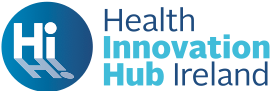 Hi
Health
Innovation
Hub Ireland